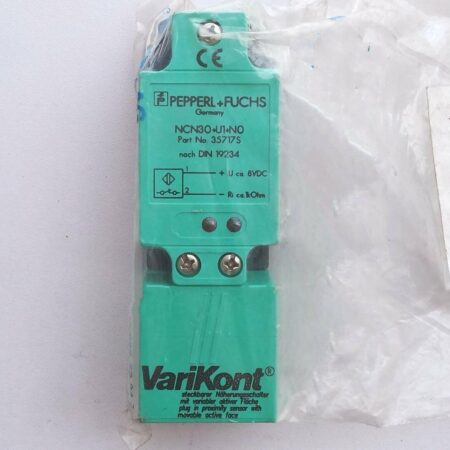 CE
PEPPERL+FUCHS
Germany
NCN30+U1+N0
Part No. 35717S
nach DIN 19234
1 + U ca. 8VDC
2 – Ri ca.1kOhm
VariKont®
steckbarer Näherungsschalter
mit variabler aktiver Fläche
plug in proximity sensor with
movable active face